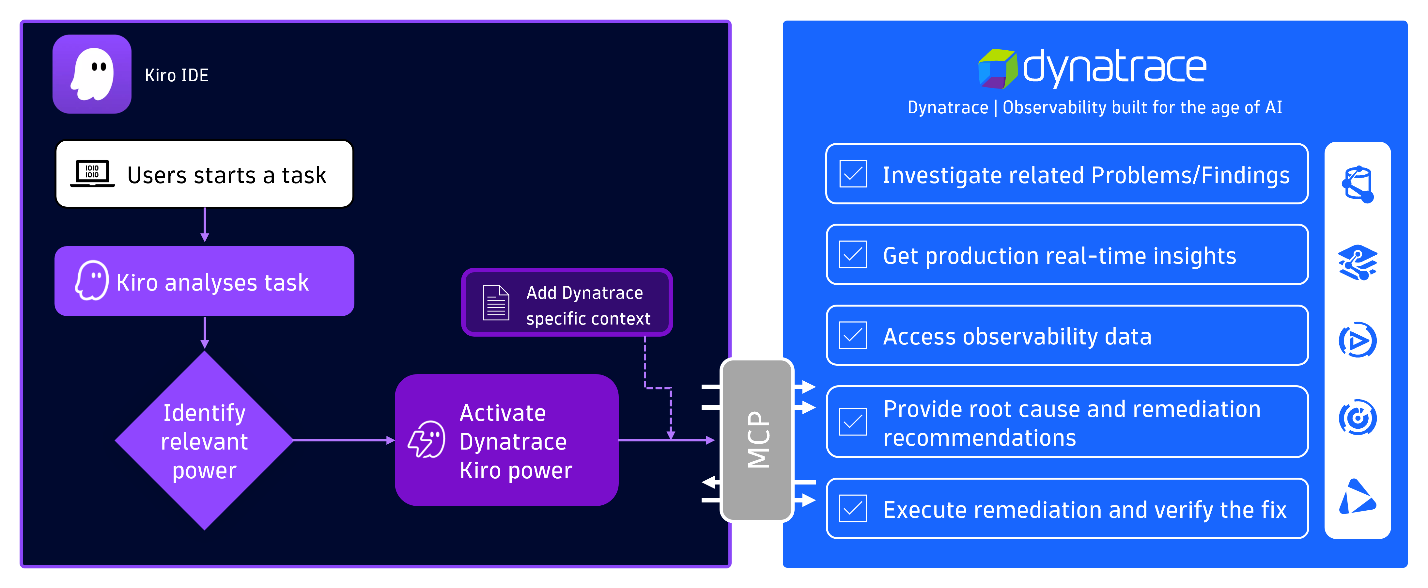 Kiro IDE
IOIO
IOIO
Users starts a task
Kiro analyses task
Identify
relevant
power
Activate
Dynatrace
Kiro power
Add Dynatrace
specific context
MCP
dynatrace
Dynatrace | Observability built for the age of AI
Investigate related Problems/Findings
Get production real-time insights
Access observability data
Provide root cause and remediation
recommendations
Execute remediation and verify the fix